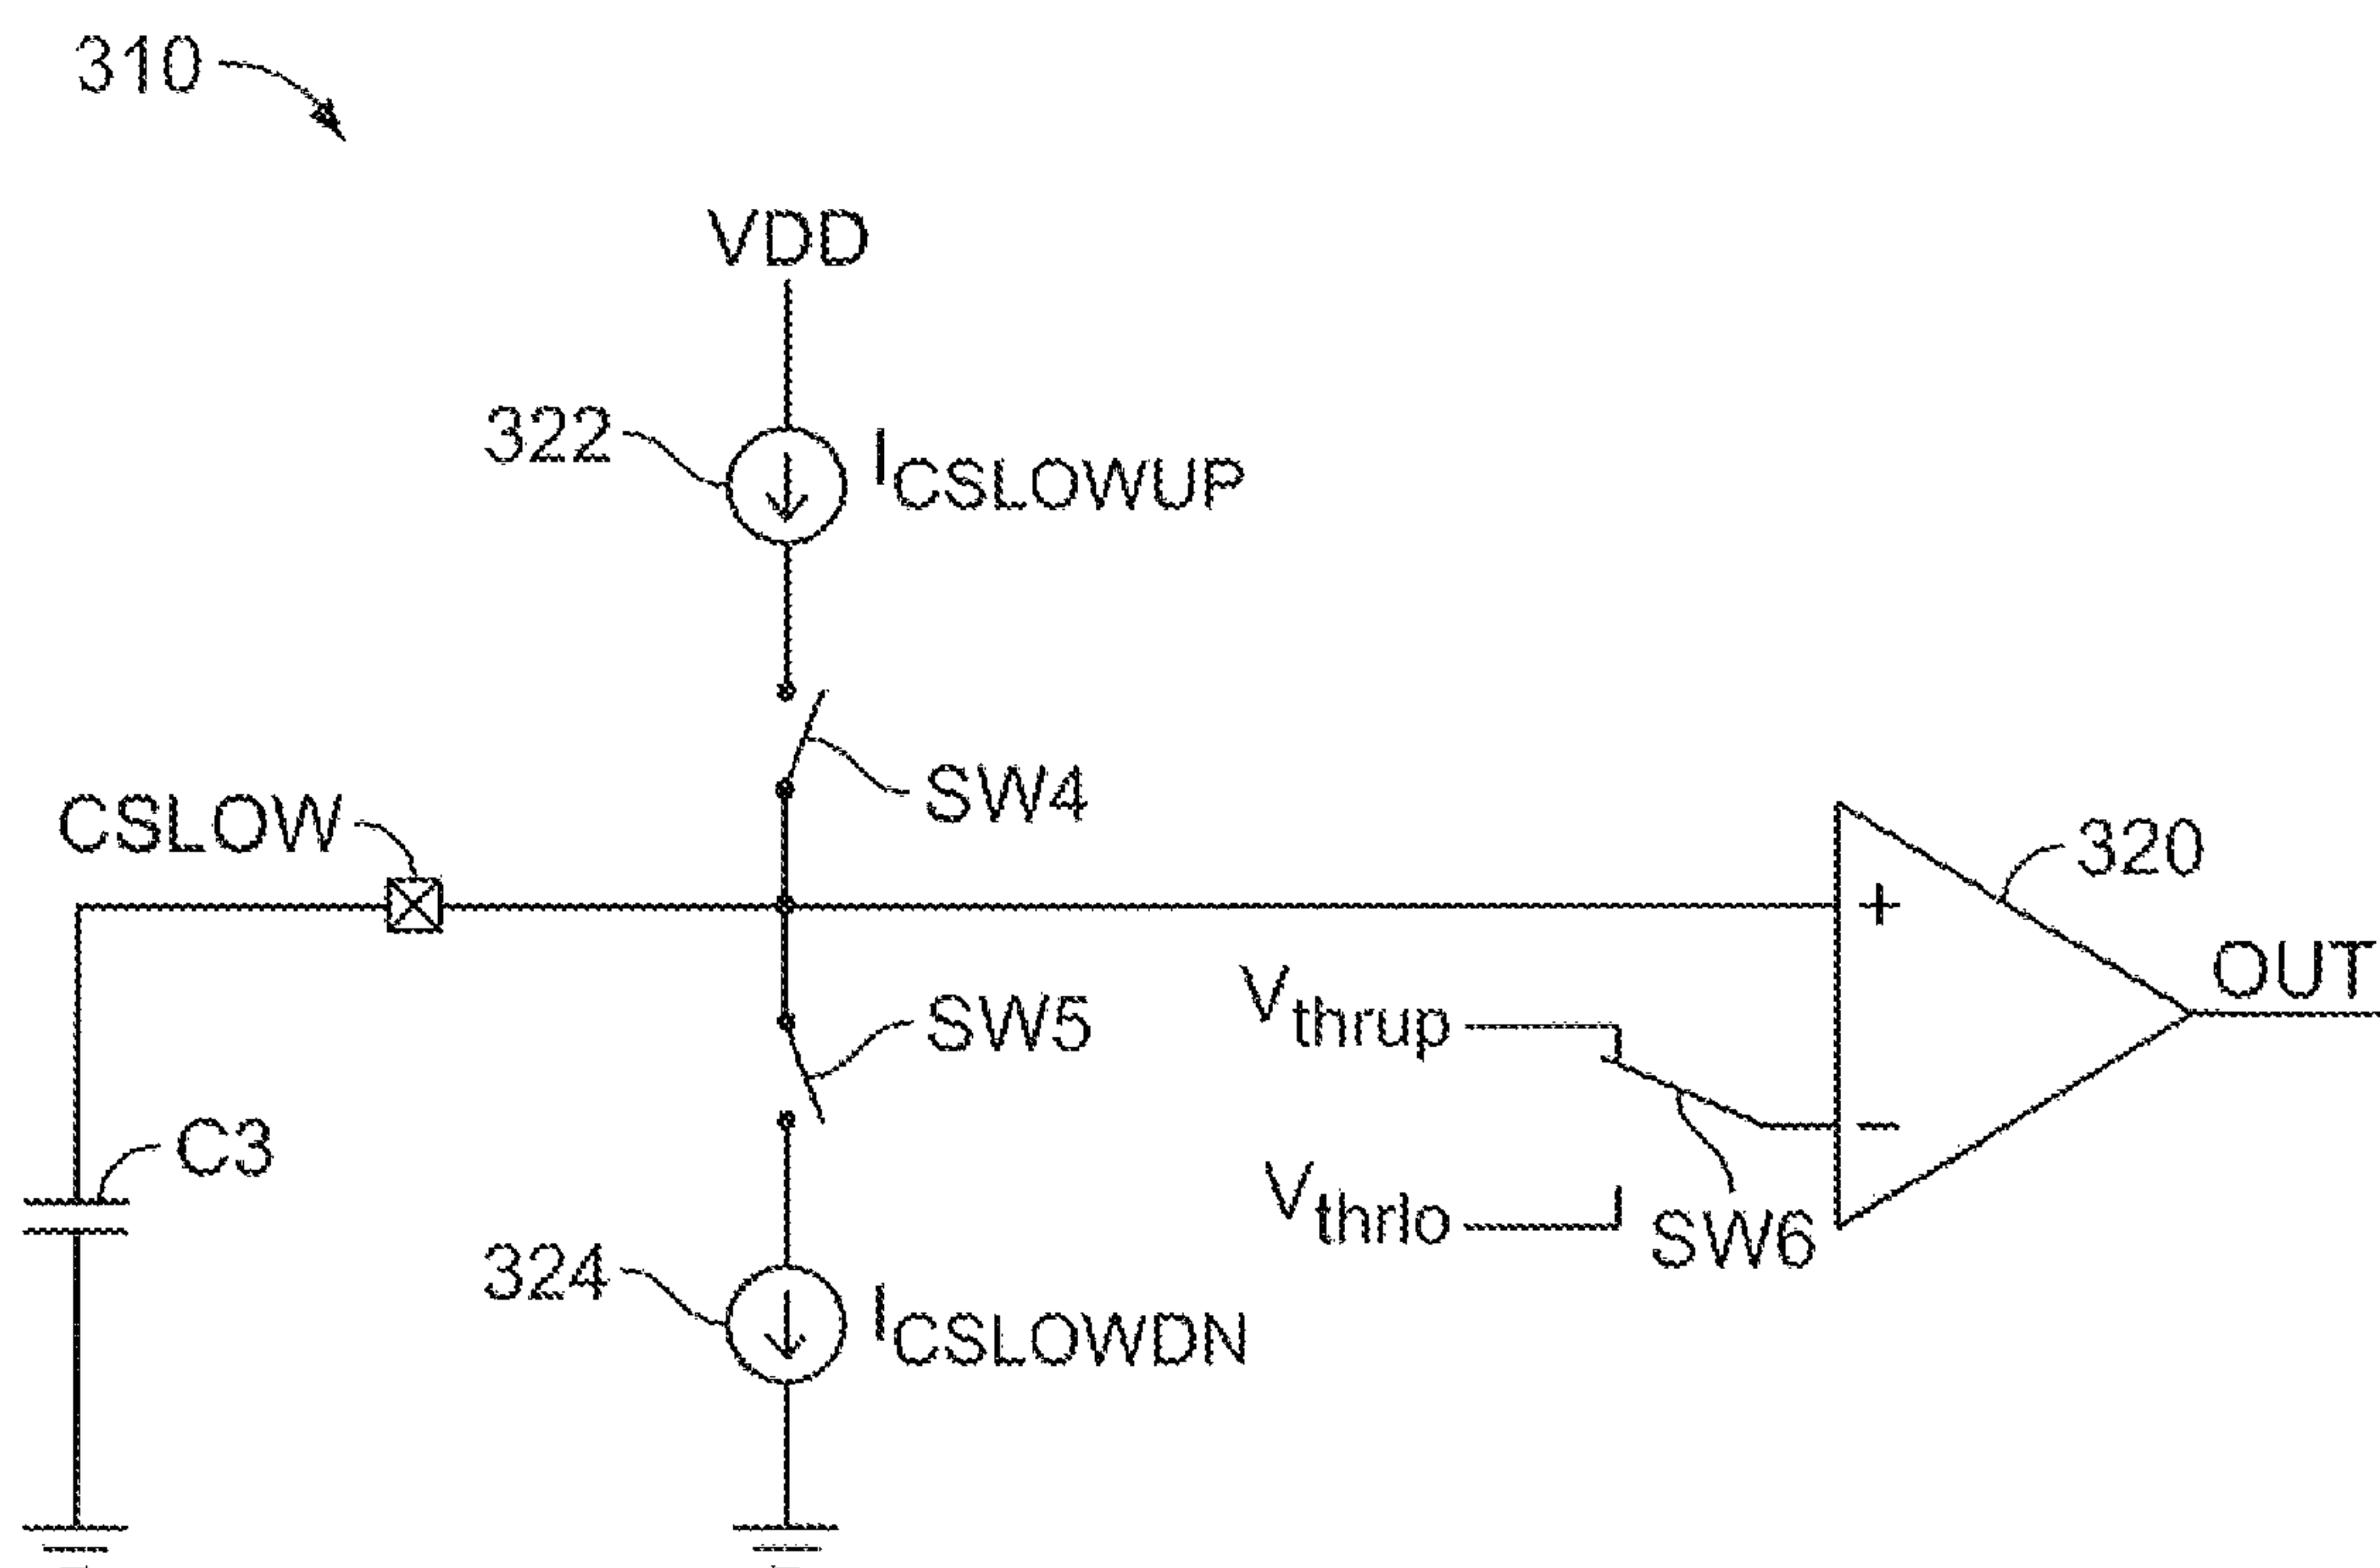 310
VDD
322
ICSLOWUP
SW4
CSLOW
320
+
OUT
SW5
Vthrup
−
C3
Vthrlo
SW6
324
ICSLOWDN